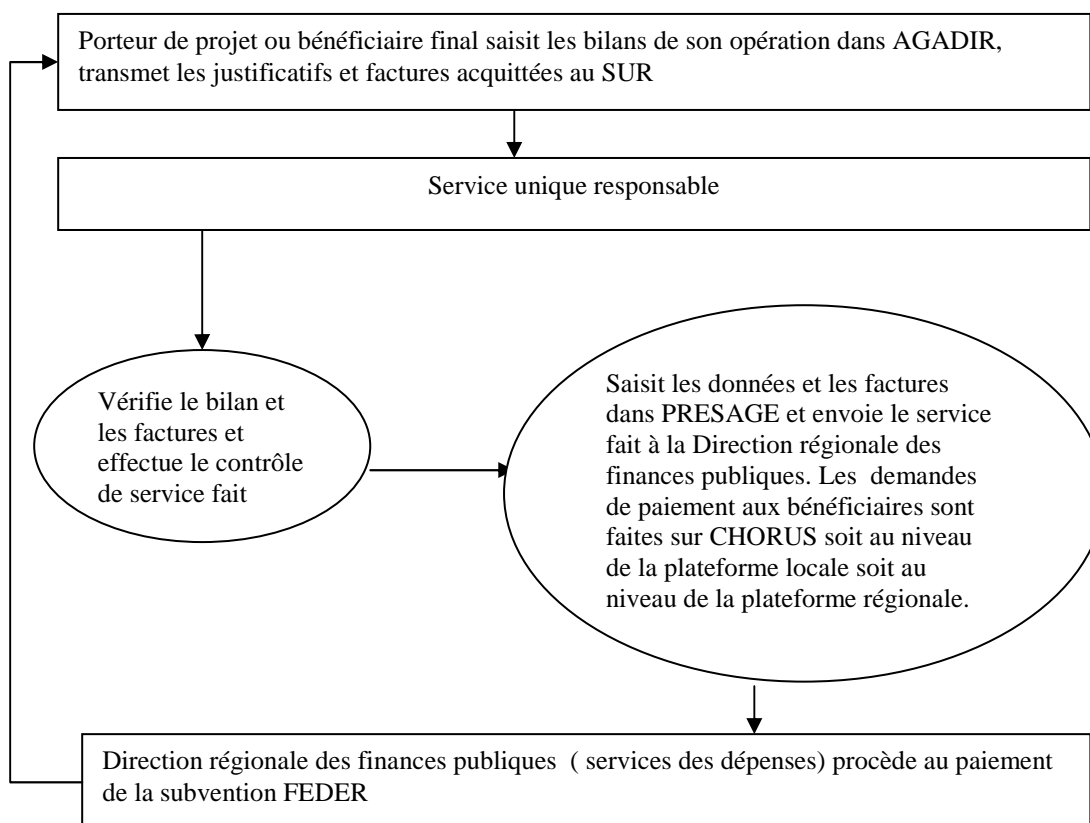 Porteur de projet ou bénéficiaire final saisit les bilans de son opération dans AGADIR,
transmet les justificatifs et factures acquittées au SUR
Service unique responsable
Vérifie le bilan et
les factures et
effectue le contrôle
de service fait
Saisit les données et les factures
dans PRESAGE et envoie le service
fait à la Direction régionale des
finances publiques. Les  demandes
de paiement aux bénéficiaires sont
faites sur CHORUS soit au niveau
de la plateforme locale soit au
niveau de la plateforme régionale.
Direction régionale des finances publiques  ( services des dépenses) procède au paiement
de la subvention FEDER